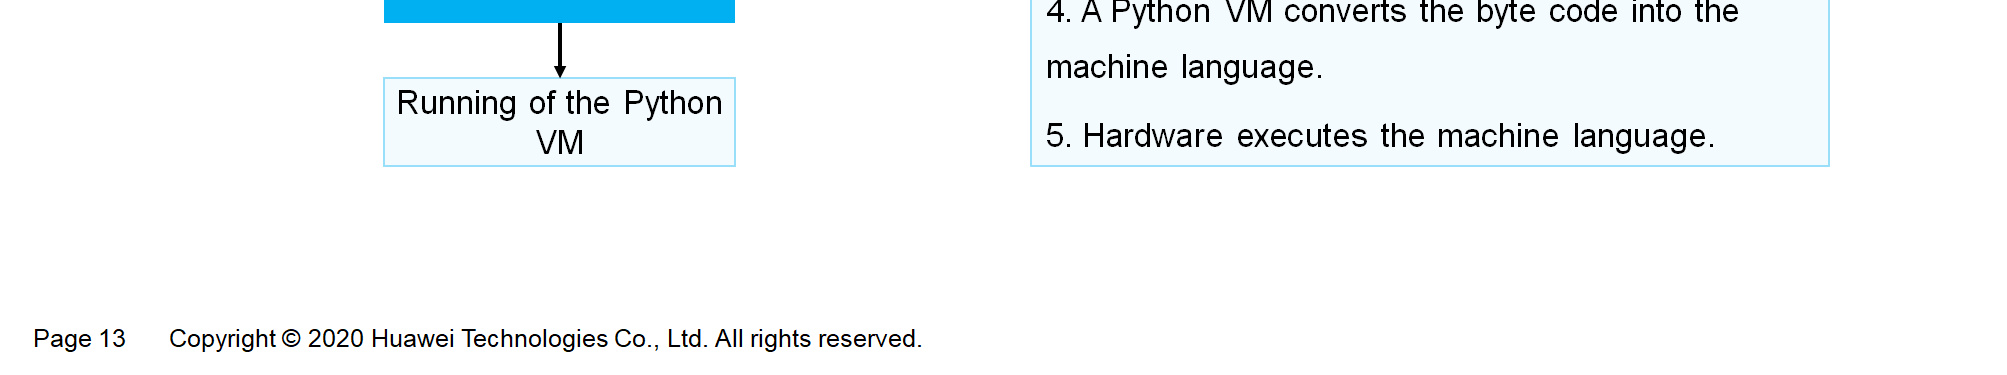 Running of the Python
VM
4. A Python VM converts the byte code into the
machine language.
5. Hardware executes the machine language.
Page 13 Copyright © 2020 Huawei Technologies Co., Ltd. All rights reserved.